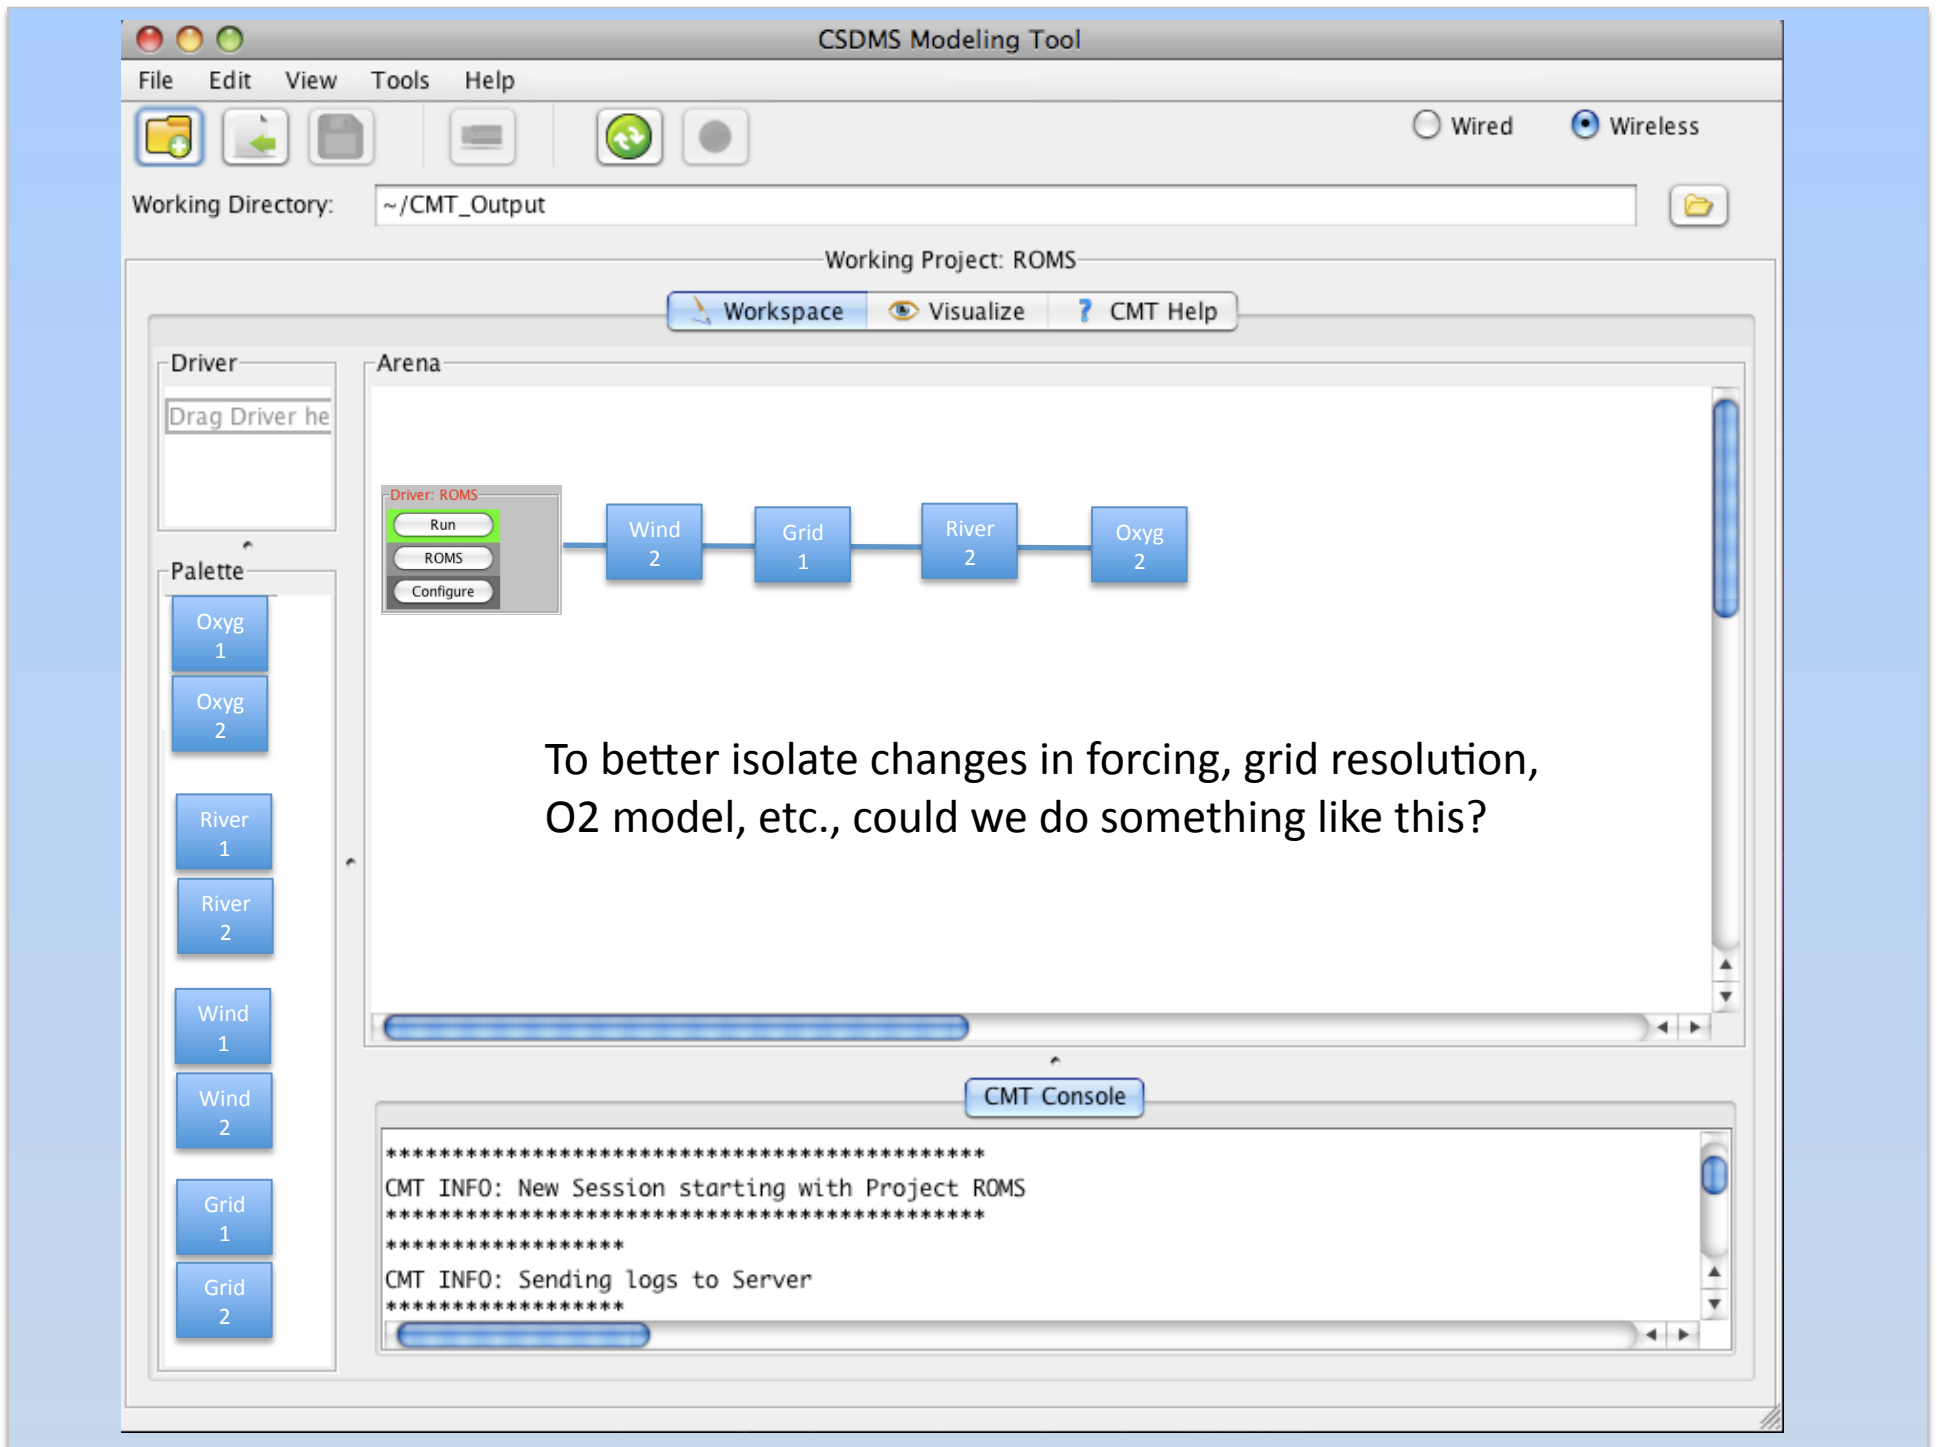 CSDMS Modeling Tool
File Edit View Tools Help
Wired Wireless
Working Directory: ~/CMT_Output
Working Project: ROMS
Workspace Visualize ? CMT Help
Driver
Drag Driver he
Arena
Driver: ROMS
Run
ROMS
Configure
Wind
2
Grid
1
River
2
Oxyg
2
To better isolate changes in forcing, grid resolution,
O2 model, etc., could we do something like this?
Palette
Oxyg
1
Oxyg
2
River
1
River
2
Wind
1
Wind
2
Grid
1
Grid
2
CMT Console
*********************************************
CMT INFO: New Session starting with Project ROMS
*********************************************
******************
CMT INFO: Sending logs to Server
******************